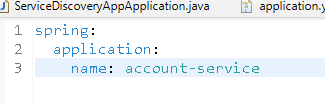 ServiceDiscoveryAppApplication.java application.y
1 spring:
2 application:
3 name: account-service